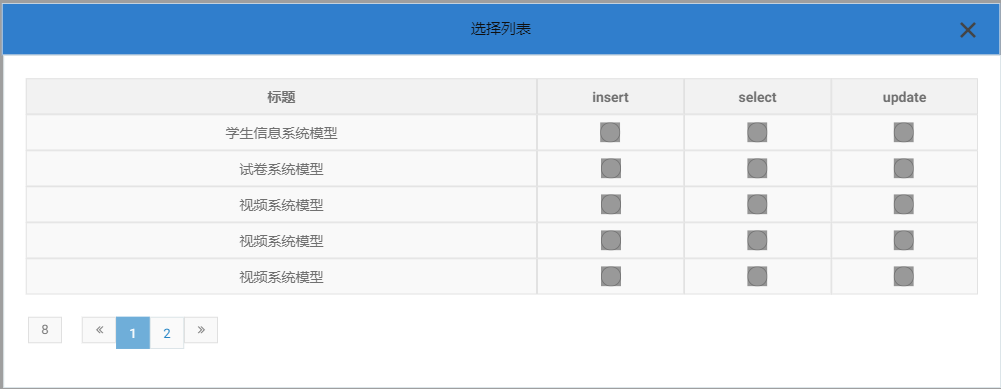 选择列表
标题 insert select update
学生信息系统模型
试卷系统模型
视频系统模型
视频系统模型
视频系统模型
8 « 1 2 »